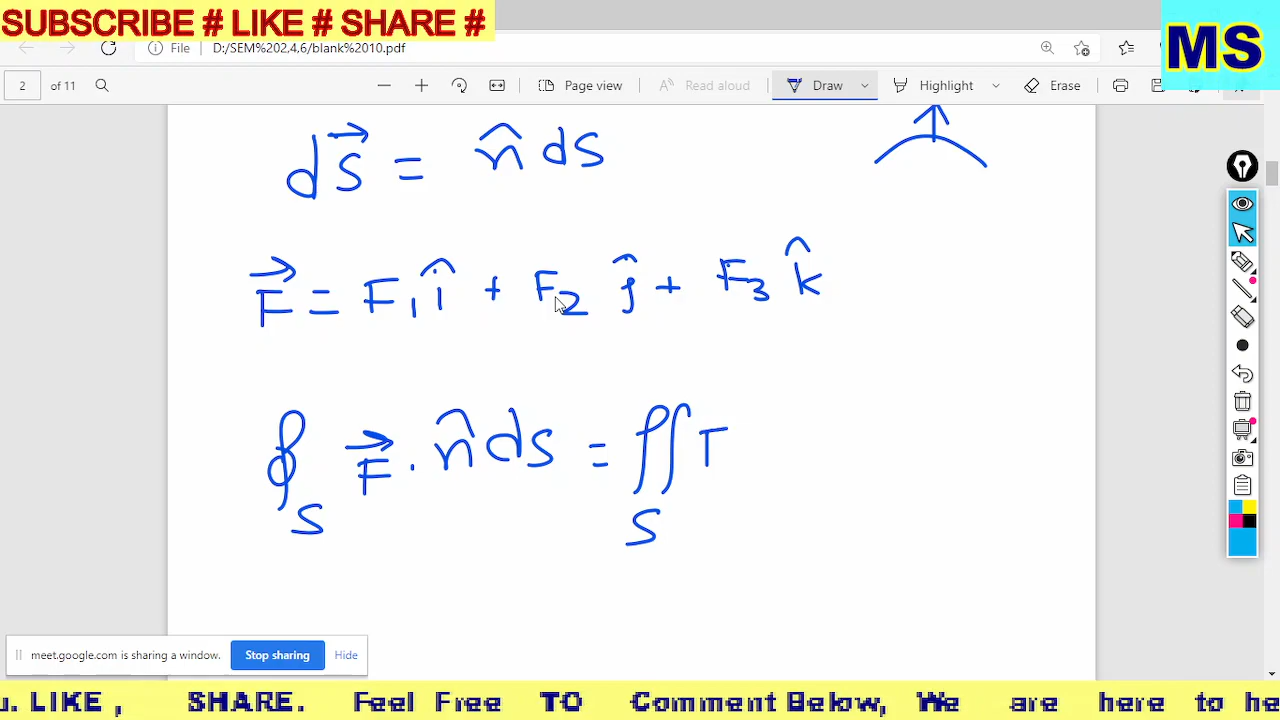 SUBSCRIBE # LIKE # SHARE #
MS
File D:/SEM%202.4.6/blank%2010.pdf
2 of 11 Page view Read aloud Draw Highlight Erase
dS⃗ = n̂ dS
F⃗ = F₁ î + F₂ ĵ + F₃ k̂
∮_S F⃗ . n̂ ds = ∬_S
meet.google.com is sharing a window. Stop sharing Hide
u. LIKE , SHARE. Feel Free TO Comment Below, We are here to he